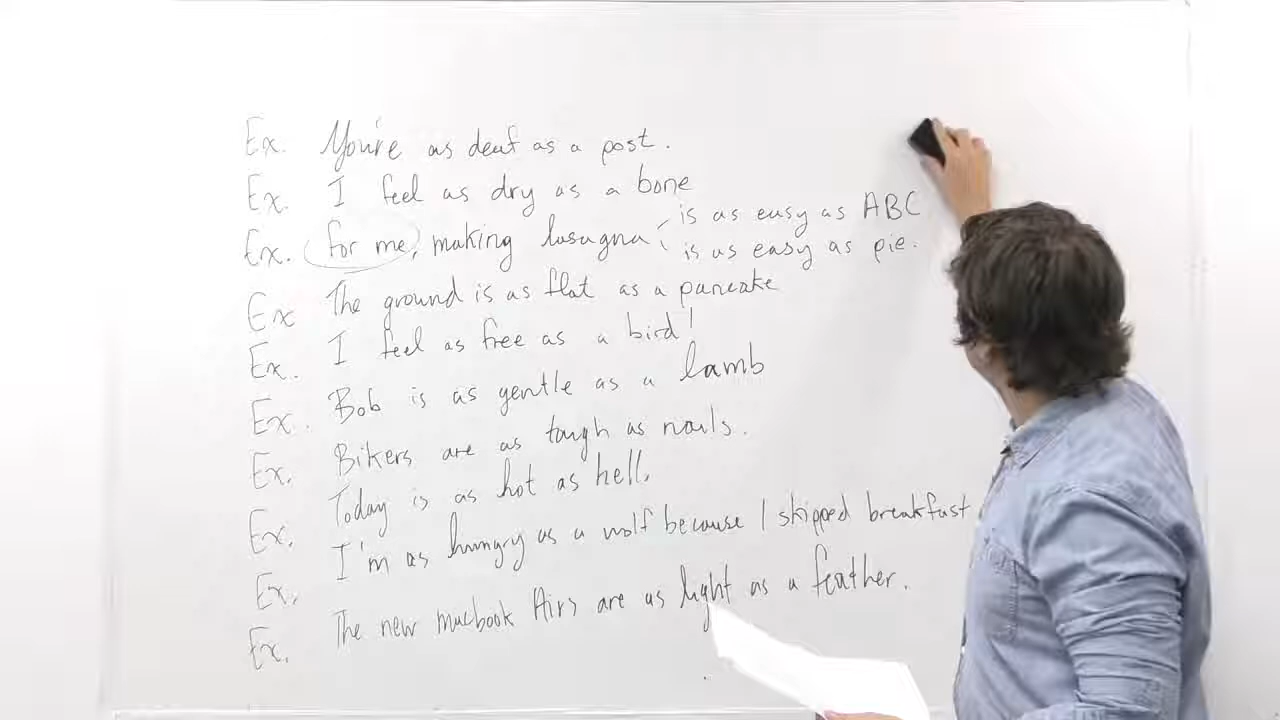 Ex. You're as deaf as a post.
Ex. I feel as dry as a bone
Ex. for me, making lasagna is as easy as ABC
is as easy as pie.
Ex The ground is as flat as a pancake
Ex. I feel as free as a bird!
Ex. Bob is as gentle as a lamb
Ex. Bikers are as tough as nails.
Ex. Today is as hot as hell.
Ex. I'm as hungry as a wolf because I skipped breakfast
Ex. The new macbook Airs are as light as a feather.